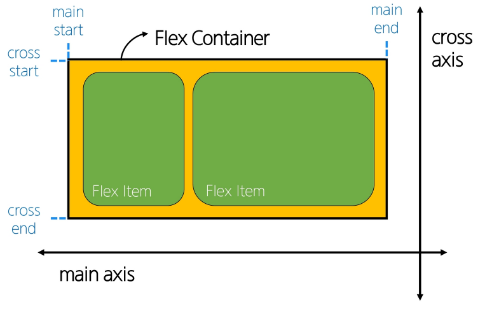 main
start
main
end
Flex Container
cross
axis
cross
start
Flex Item
Flex Item
cross
end
main axis